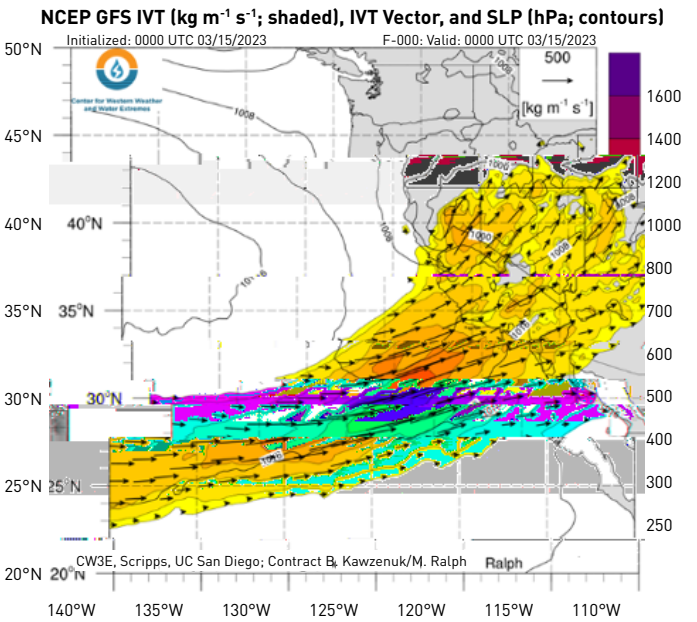 NCEP GFS IVT (kg m⁻¹ s⁻¹; shaded), IVT Vector, and SLP (hPa; contours)
Initialized: 0000 UTC 03/15/2023 F-000: Valid: 0000 UTC 03/15/2023
50°N
500
[kg m⁻¹ s⁻¹]
Center for Western Weather
and Water Extremes
1008
1008
1600
45°N
1400
1000
1200
1008
40°N 40°N
1008
1000
1008
1000
800
35°N 35°N
1016
700
600
30°N 30°N
500
400
1016
25°N 25°N
300
250
CW3E, Scripps, UC San Diego; Contract B, Kawzenuk/M. Ralph Ralph
20°N 20°N
140°W 135°W 130°W 125°W 120°W 115°W 110°W